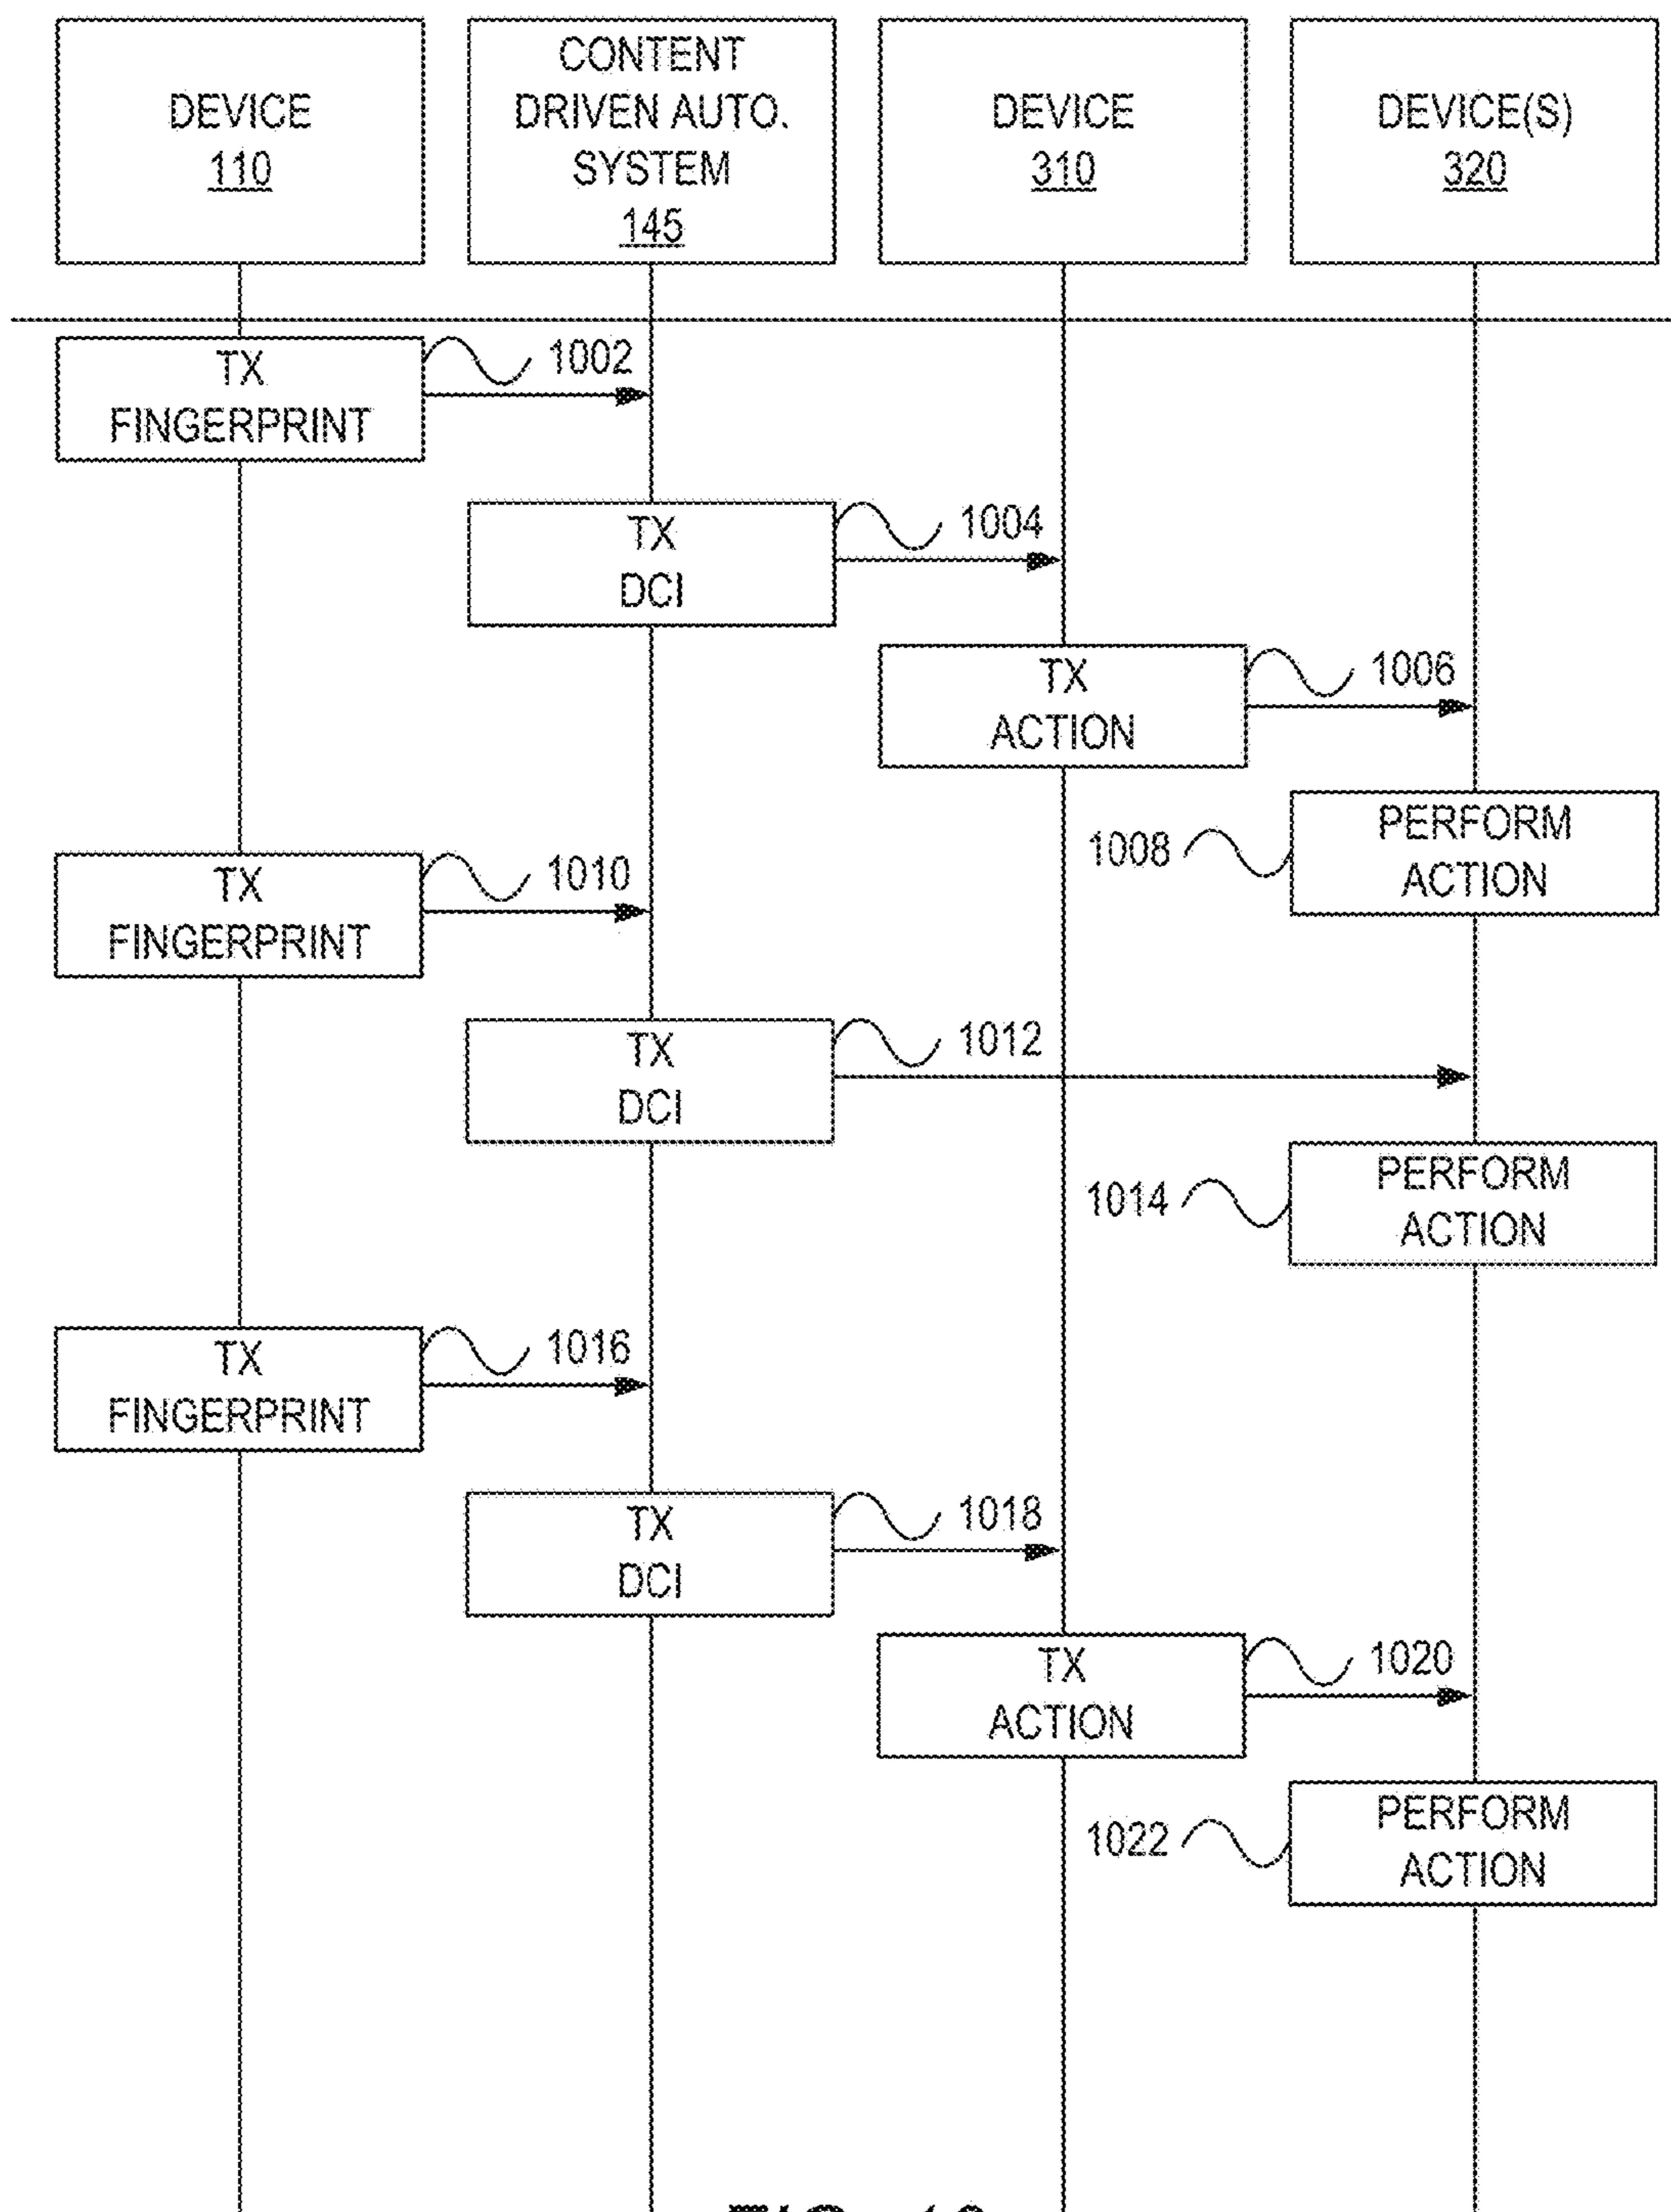 DEVICE
110
CONTENT
DRIVEN AUTO.
SYSTEM
145
DEVICE
310
DEVICE(S)
320
TX
FINGERPRINT
1002
TX
DCI
1004
TX
ACTION
1006
PERFORM
ACTION
1008
TX
FINGERPRINT
1010
TX
DCI
1012
PERFORM
ACTION
1014
TX
FINGERPRINT
1016
TX
DCI
1018
TX
ACTION
1020
PERFORM
ACTION
1022